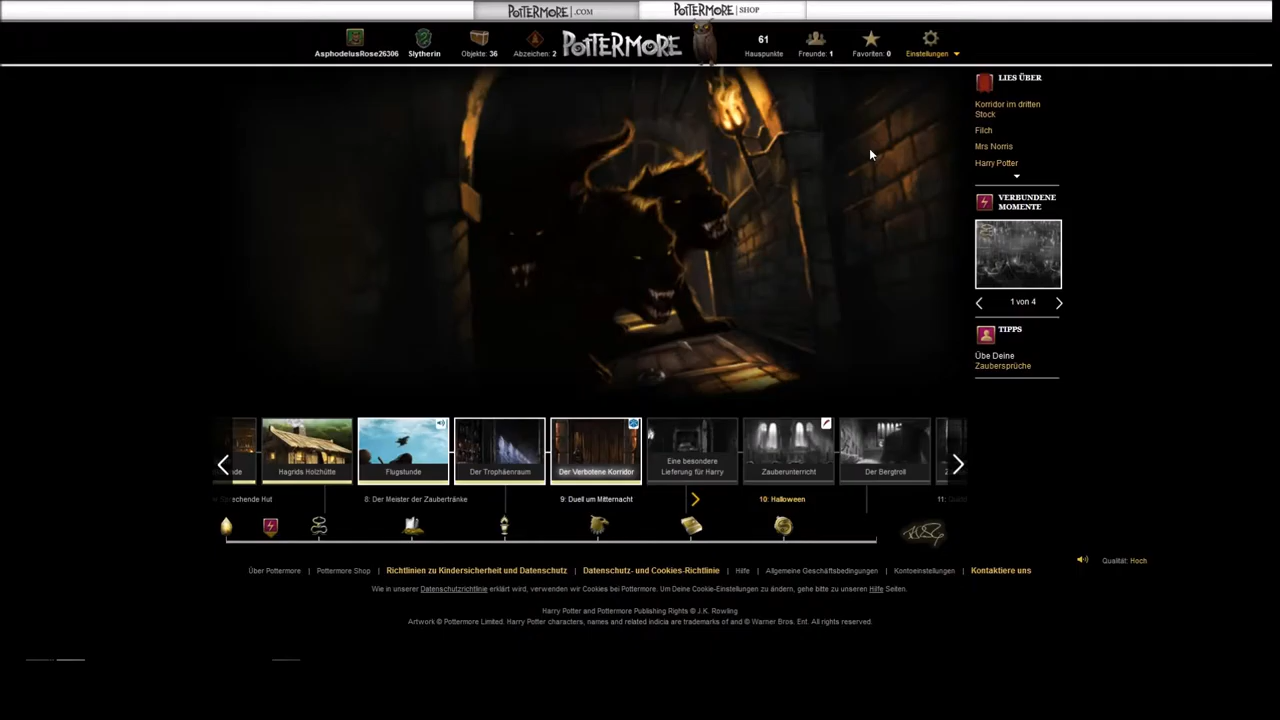 POTTERMORE .COM
POTTERMORE SHOP
AsphodelusRose26306
Slytherin
Objekte: 36
Abzeichen: 2
POTTERMORE
61
Hauspunkte
Freunde: 1
Favoriten: 0
Einstellungen
LIES ÜBER
Korridor im dritten
Stock
Filch
Mrs Norris
Harry Potter
VERBUNDENE
MOMENTE
1 von 4
TIPPS
Übe Deine
Zaubersprüche
Hagrids Holzhütte
Flugstunde
Der Trophäenraum
Der Verbotene Korridor
Eine besondere
Lieferung für Harry
Zauberunterricht
Der Bergtroll
Sprechende Hut
8: Der Meister der Zaubertränke
9: Duell um Mitternacht
10: Halloween
11:
Über Pottermore | Pottermore Shop | Richtlinien zu Kindersicherheit und Datenschutz | Datenschutz- und Cookies-Richtlinie | Hilfe | Allgemeine Geschäftsbedingungen | Kontoeinstellungen | Kontaktiere uns
Qualität: Hoch
Wie in unserer Datenschutzrichtlinie erklärt wird, verwenden wir Cookies bei Pottermore. Um Deine Cookie-Einstellungen zu ändern, gehe bitte zu unseren Hilfe Seiten.
Harry Potter and Pottermore Publishing Rights © J.K. Rowling
Artwork © Pottermore Limited. Harry Potter characters, names and related indicia are trademarks of and © Warner Bros. Ent. All rights reserved.